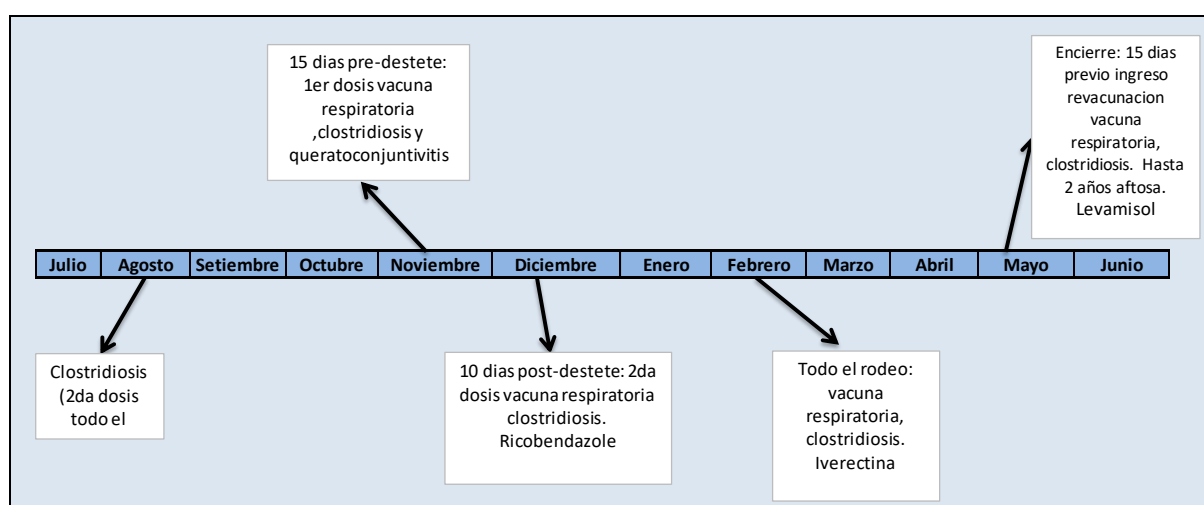 15 dias pre-destete:
1er dosis vacuna
respiratoria
,clostridiosis y
queratoconjuntivitis
Encierre: 15 dias
previo ingreso
revacunacion
vacuna
respiratoria,
clostridiosis. Hasta
2 años aftosa.
Levamisol
Julio Agosto Setiembre Octubre Noviembre Diciembre Enero Febrero Marzo Abril Mayo Junio
Clostridiosis
(2da dosis
todo el
10 dias post-destete: 2da
dosis vacuna respiratoria
clostridiosis.
Ricobendazole
Todo el rodeo:
vacuna
respiratoria,
clostridiosis.
Iverectina